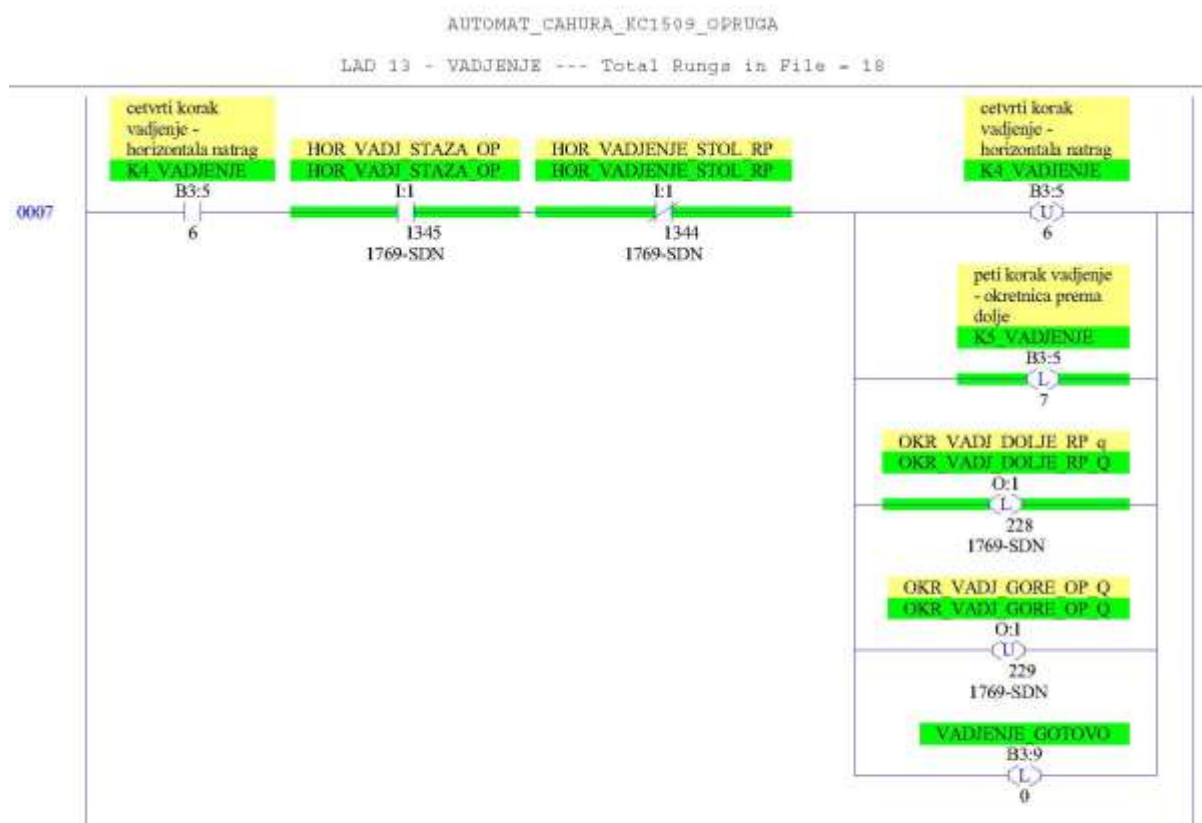 AUTOMAT_CAHURA_KC1509_OPRUGA
LAD 13 - VADJENJE --- Total Rungs in File = 18
cetvrti korak
vadjenje -
horizontala natrag
K4_VADJENJE
B3:5
6
HOR_VADJ_STAZA_OP
HOR_VADJ_STAZA_OP
I:1
1345
1769-SDN
HOR_VADJENJE_STOL_RP
HOR_VADJENJE_STOL_RP
I:1
1344
1769-SDN
0007
cetvrti korak
vadjenje -
horizontala natrag
K4_VADJENJE
B3:5
U
6
peti korak vadjenje
- okretnica prema
dolje
K5_VADJENJE
B3:5
L
7
OKR_VADJ_DOLJE_RP_q
OKR_VADJ_DOLJE_RP_Q
O:1
L
228
1769-SDN
OKR_VADJ_GORE_OP_Q
OKR_VADJ_GORE_OP_Q
O:1
U
229
1769-SDN
VADJENJE_GOTOVO
B3:9
L
0